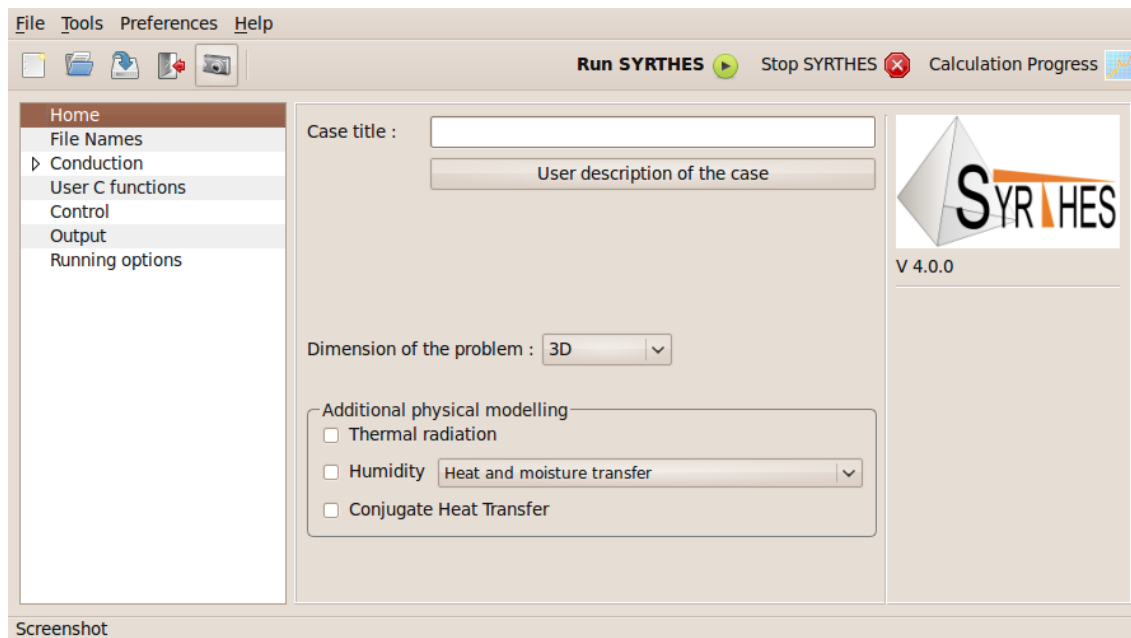 File Tools Preferences Help
Run SYRTHES Stop SYRTHES Calculation Progress
Home
File Names
Conduction
User C functions
Control
Output
Running options
Case title :
User description of the case
Dimension of the problem : 3D
Additional physical modelling
Thermal radiation
Humidity Heat and moisture transfer
Conjugate Heat Transfer
SYRTHES
V 4.0.0
Screenshot